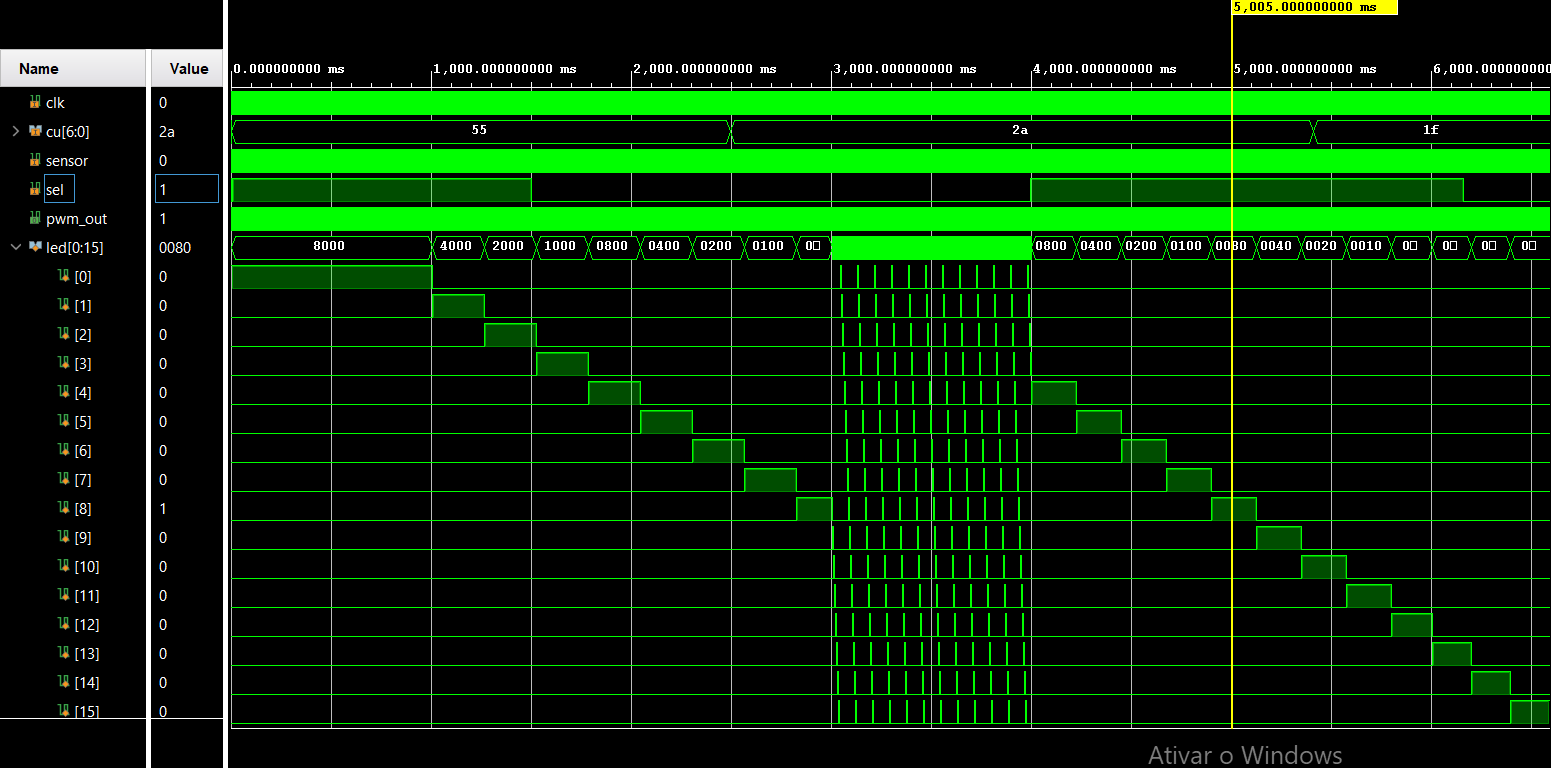 5,005.000000000 ms
Name Value 0.000000000 ms 1,000.000000000 ms 2,000.000000000 ms 3,000.000000000 ms 4,000.000000000 ms 5,000.000000000 ms 6,000.000000000
clk 0
cu[6:0] 2a 55 2a 1f
sensor 0
sel 1
pwm_out 1
led[0:15] 0080 8000 4000 2000 1000 0800 0400 0200 0100 0 0800 0400 0200 0100 0080 0040 0020 0010 0 0 0 0
[0] 0
[1] 0
[2] 0
[3] 0
[4] 0
[5] 0
[6] 0
[7] 0
[8] 1
[9] 0
[10] 0
[11] 0
[12] 0
[13] 0
[14] 0
[15] 0
Ativar o Windows